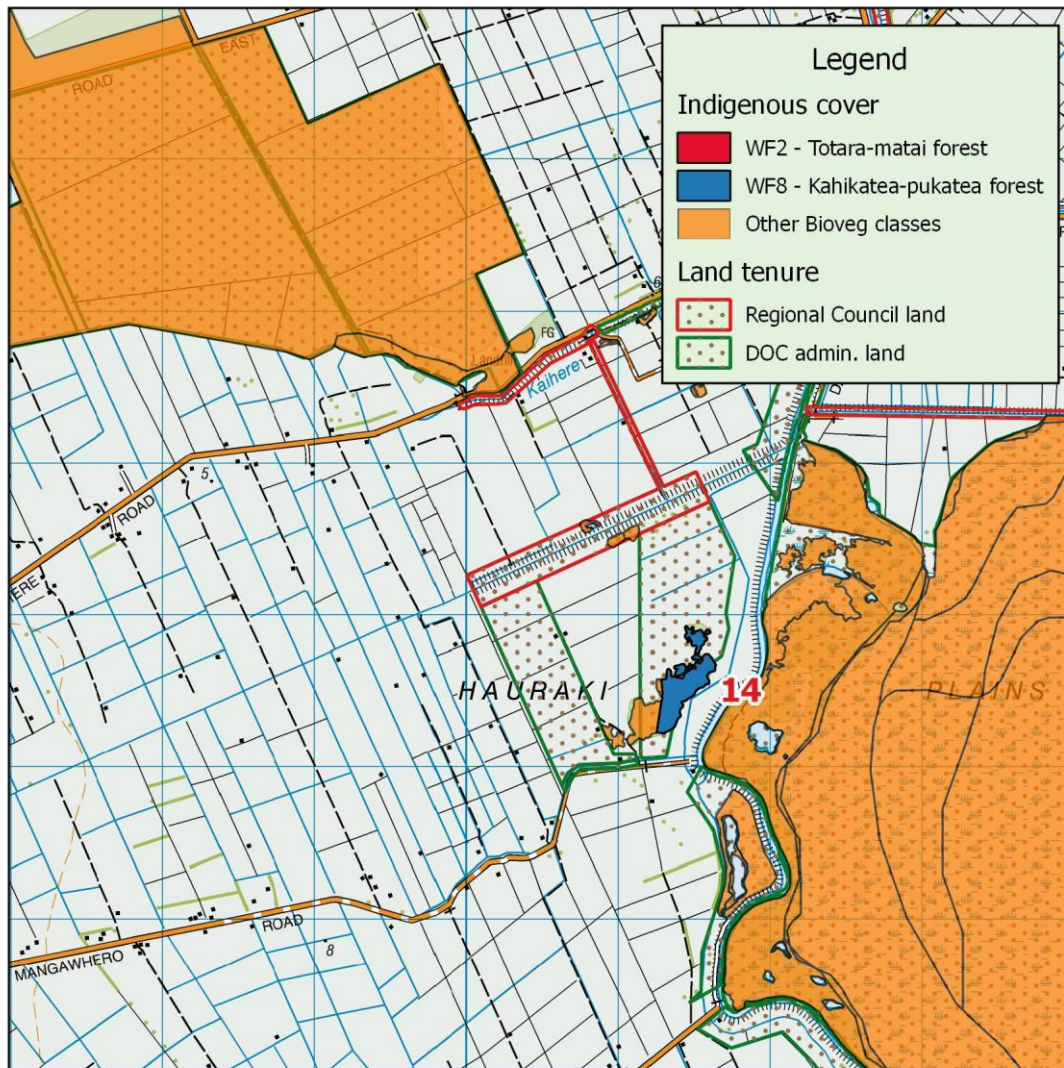 ROAD
EAST
Legend
Indigenous cover
WF2 - Totara-matai forest
WF8 - Kahikatea-pukatea forest
Other Bioveg classes
Land tenure
Regional Council land
DOC admin. land
6
FG
Kaihere
5
ROAD
HAURAKI
14
PLAINS
ROAD
8
MANGAWHERO